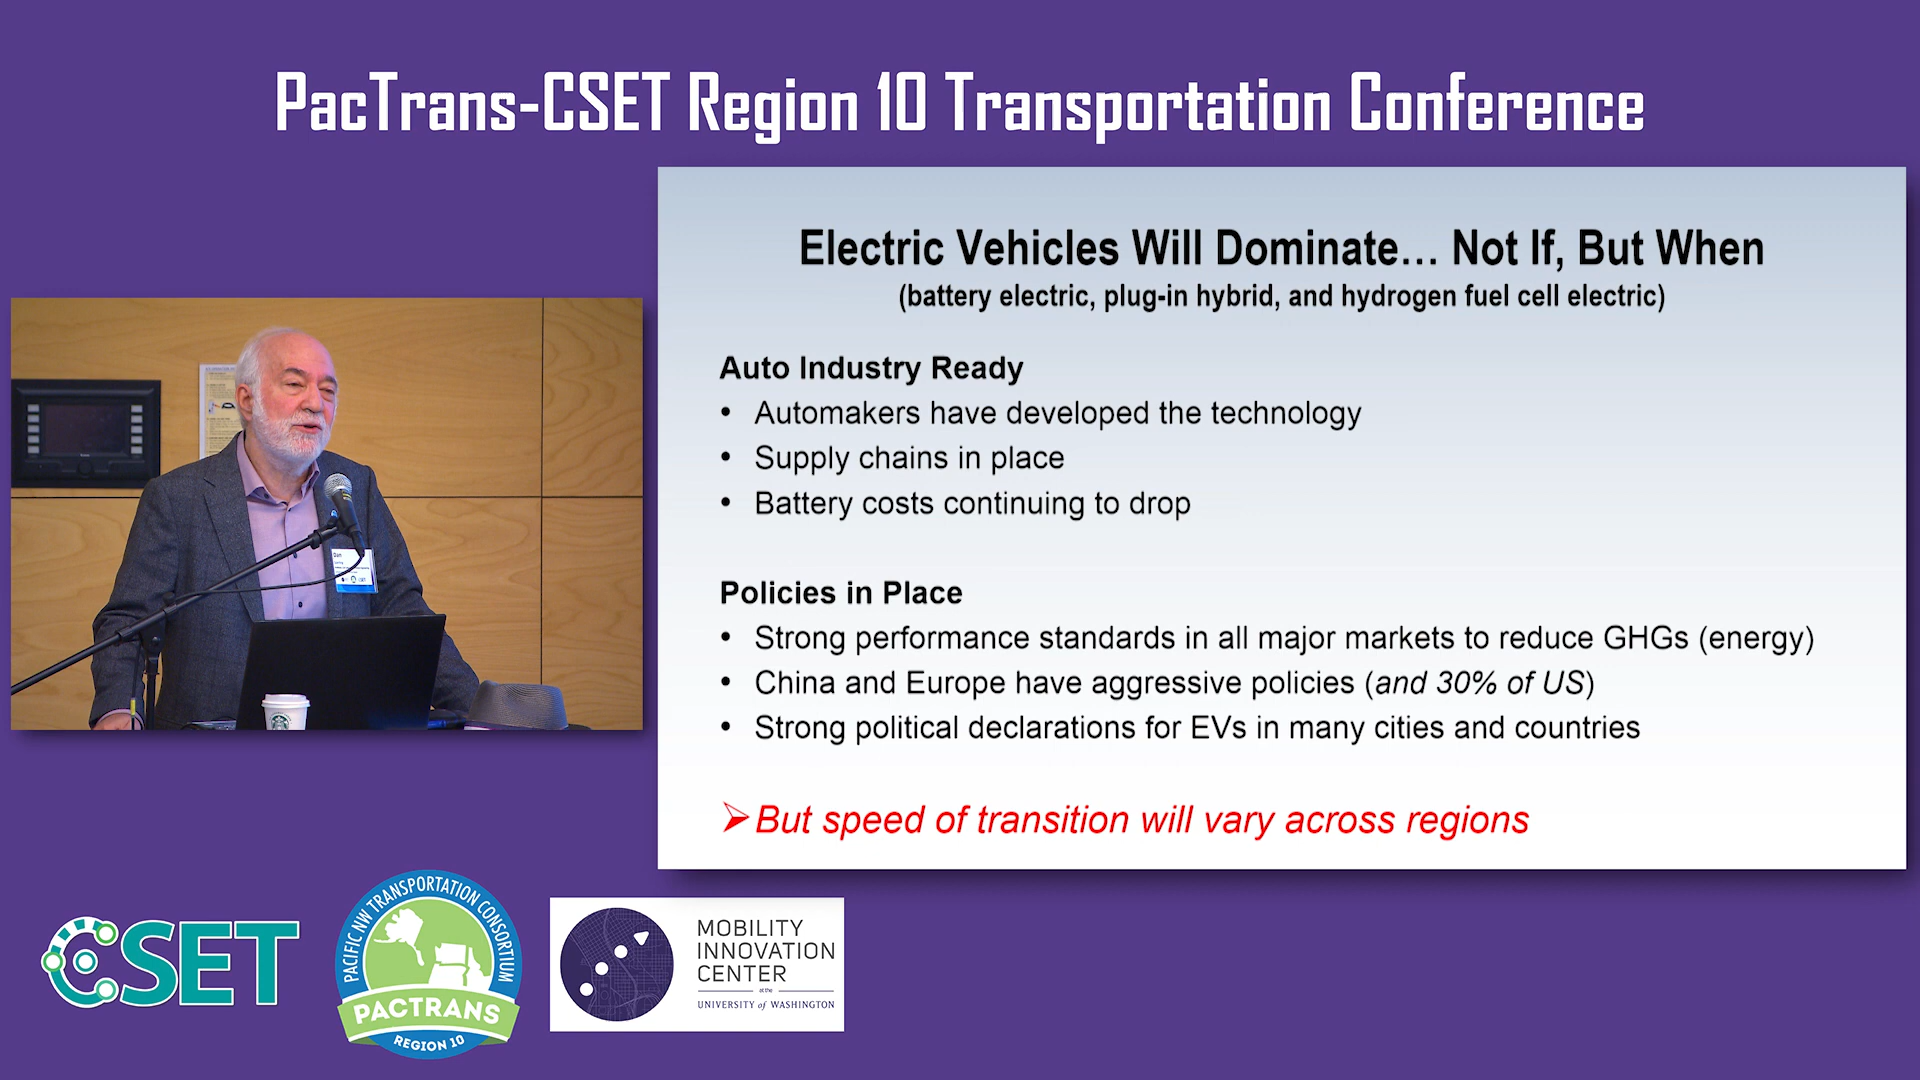 PacTrans-CSET Region 10 Transportation Conference
Electric Vehicles Will Dominate… Not If, But When
(battery electric, plug-in hybrid, and hydrogen fuel cell electric)
Auto Industry Ready
• Automakers have developed the technology
• Supply chains in place
• Battery costs continuing to drop
Policies in Place
• Strong performance standards in all major markets to reduce GHGs (energy)
• China and Europe have aggressive policies (and 30% of US)
• Strong political declarations for EVs in many cities and countries
➢ But speed of transition will vary across regions
Dan
CSET
CSET
PACIFIC NW TRANSPORTATION CONSORTIUM
PACTRANS
REGION 10
MOBILITY
INNOVATION
CENTER
at the
UNIVERSITY of WASHINGTON